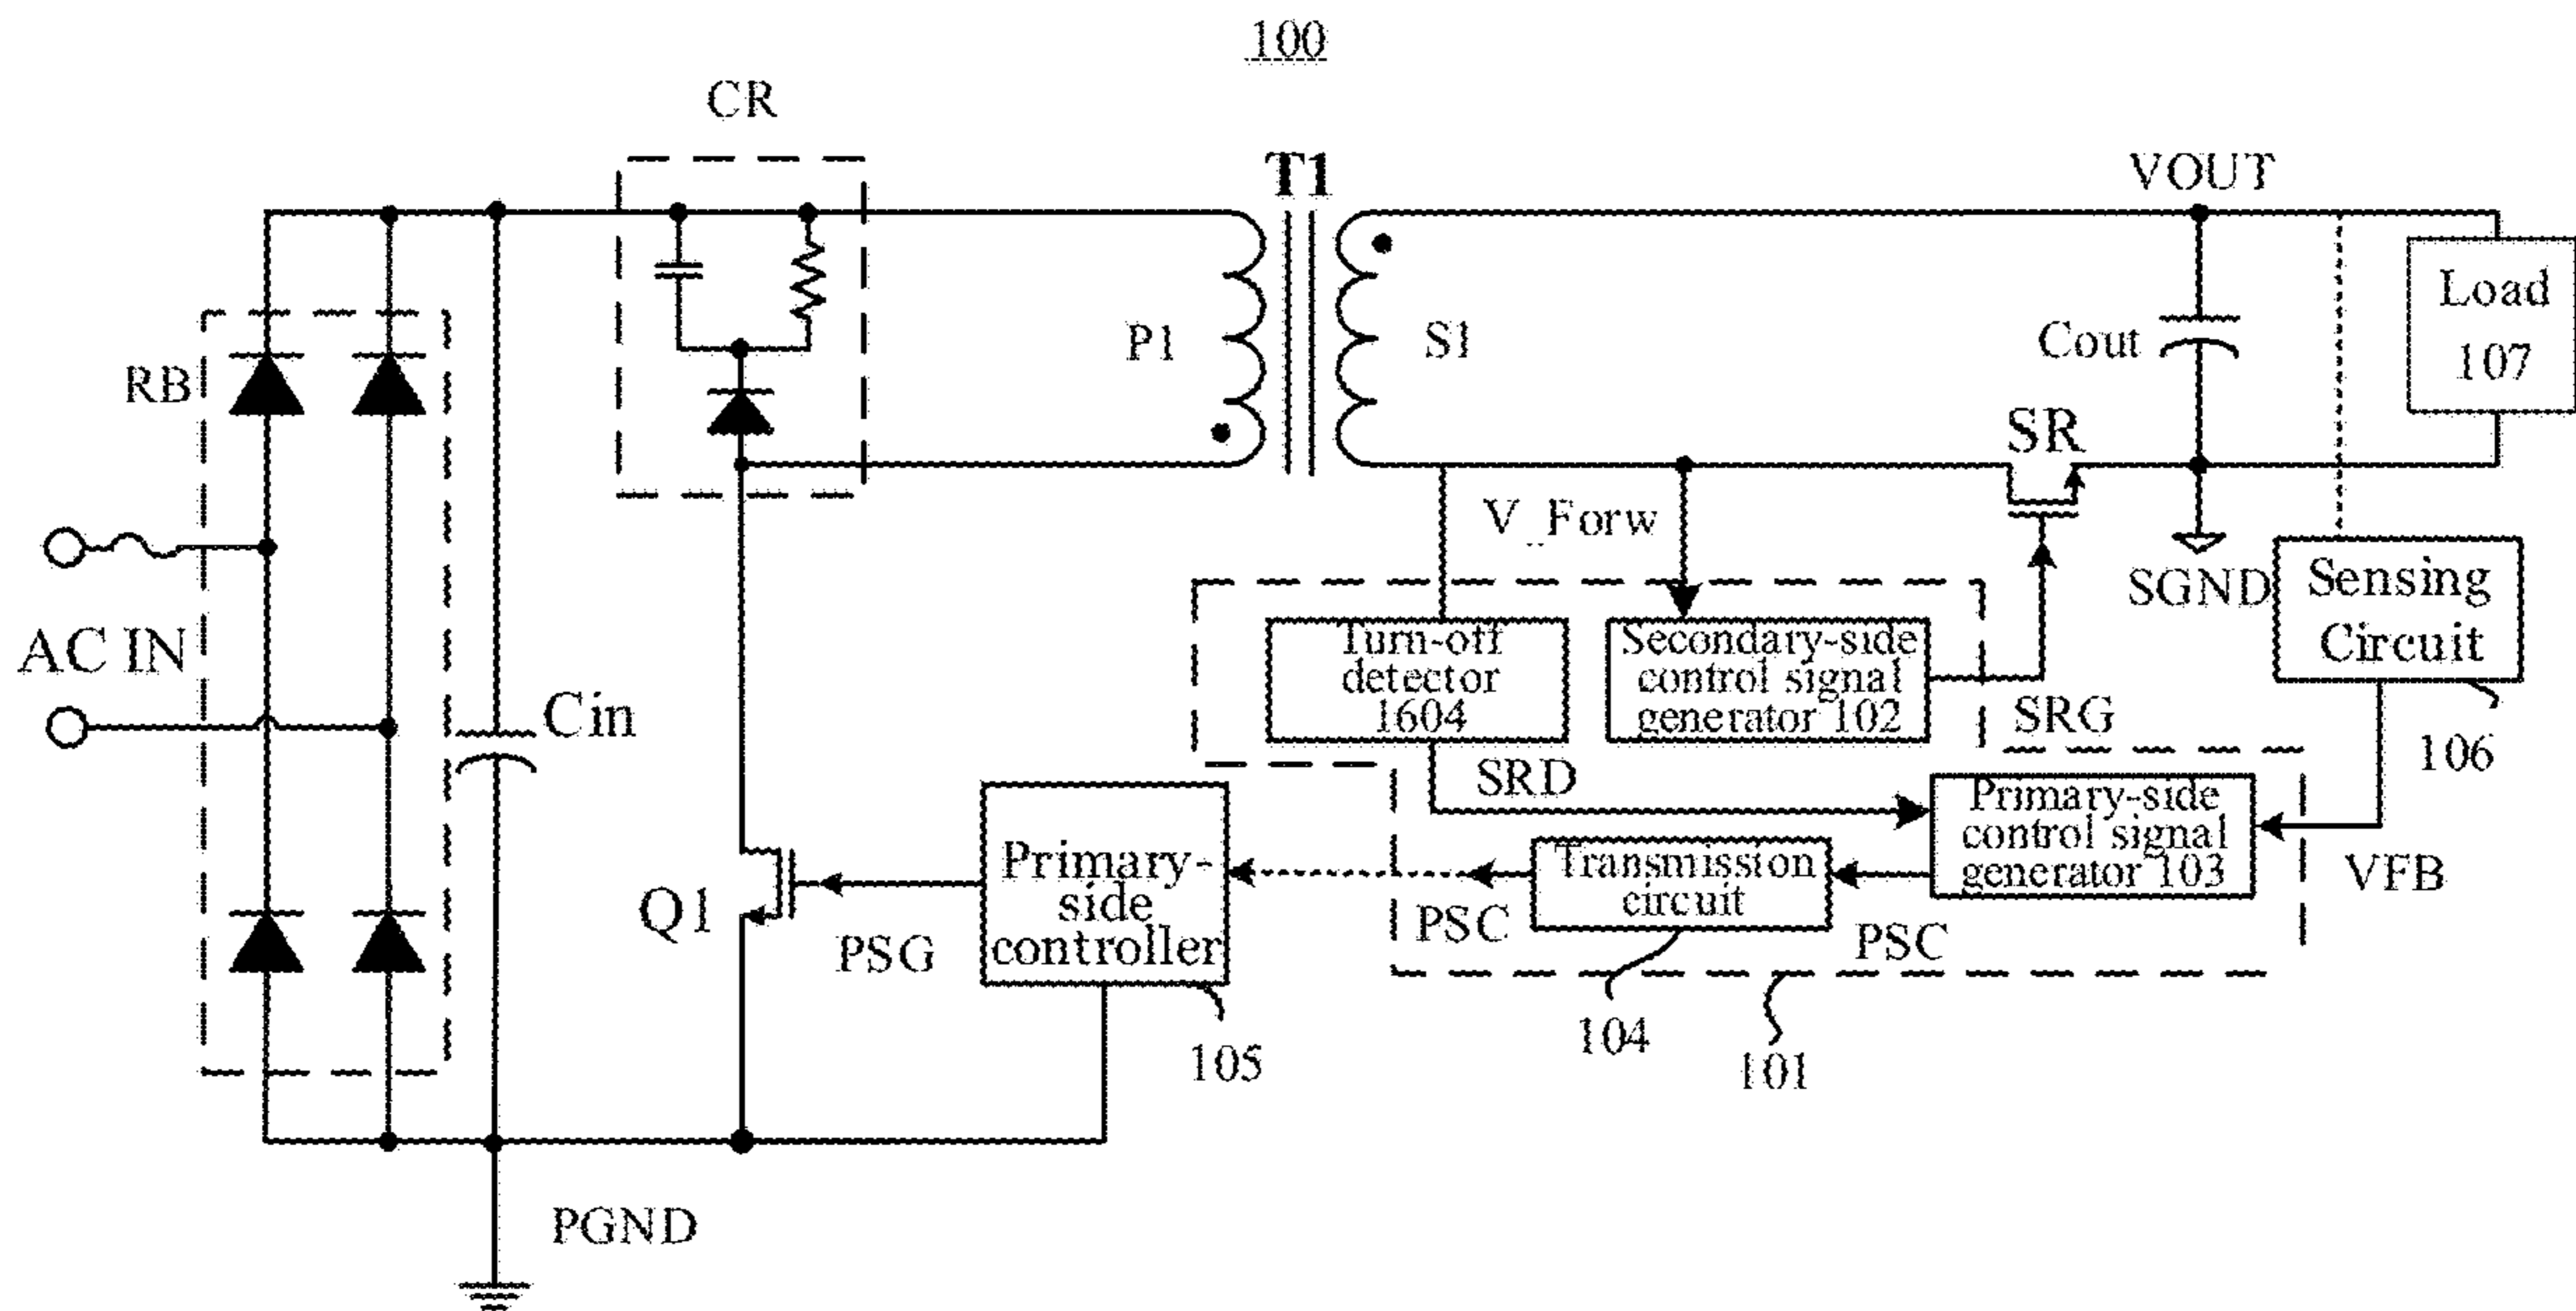 100
CR
T1
VOUT
Load
107
RB
P1
S1
Cout
SR
V_Forw
AC IN
Cin
Turn-off
detector
1604
Secondary-side
control signal
generator 102
SGND
Sensing
Circuit
SRG
106
SRD
Primary-side
control signal
generator 103
VFB
Q1
PSG
Primary-
side
controller
PSC
Transmission
circuit
PSC
105
104
101
PGND